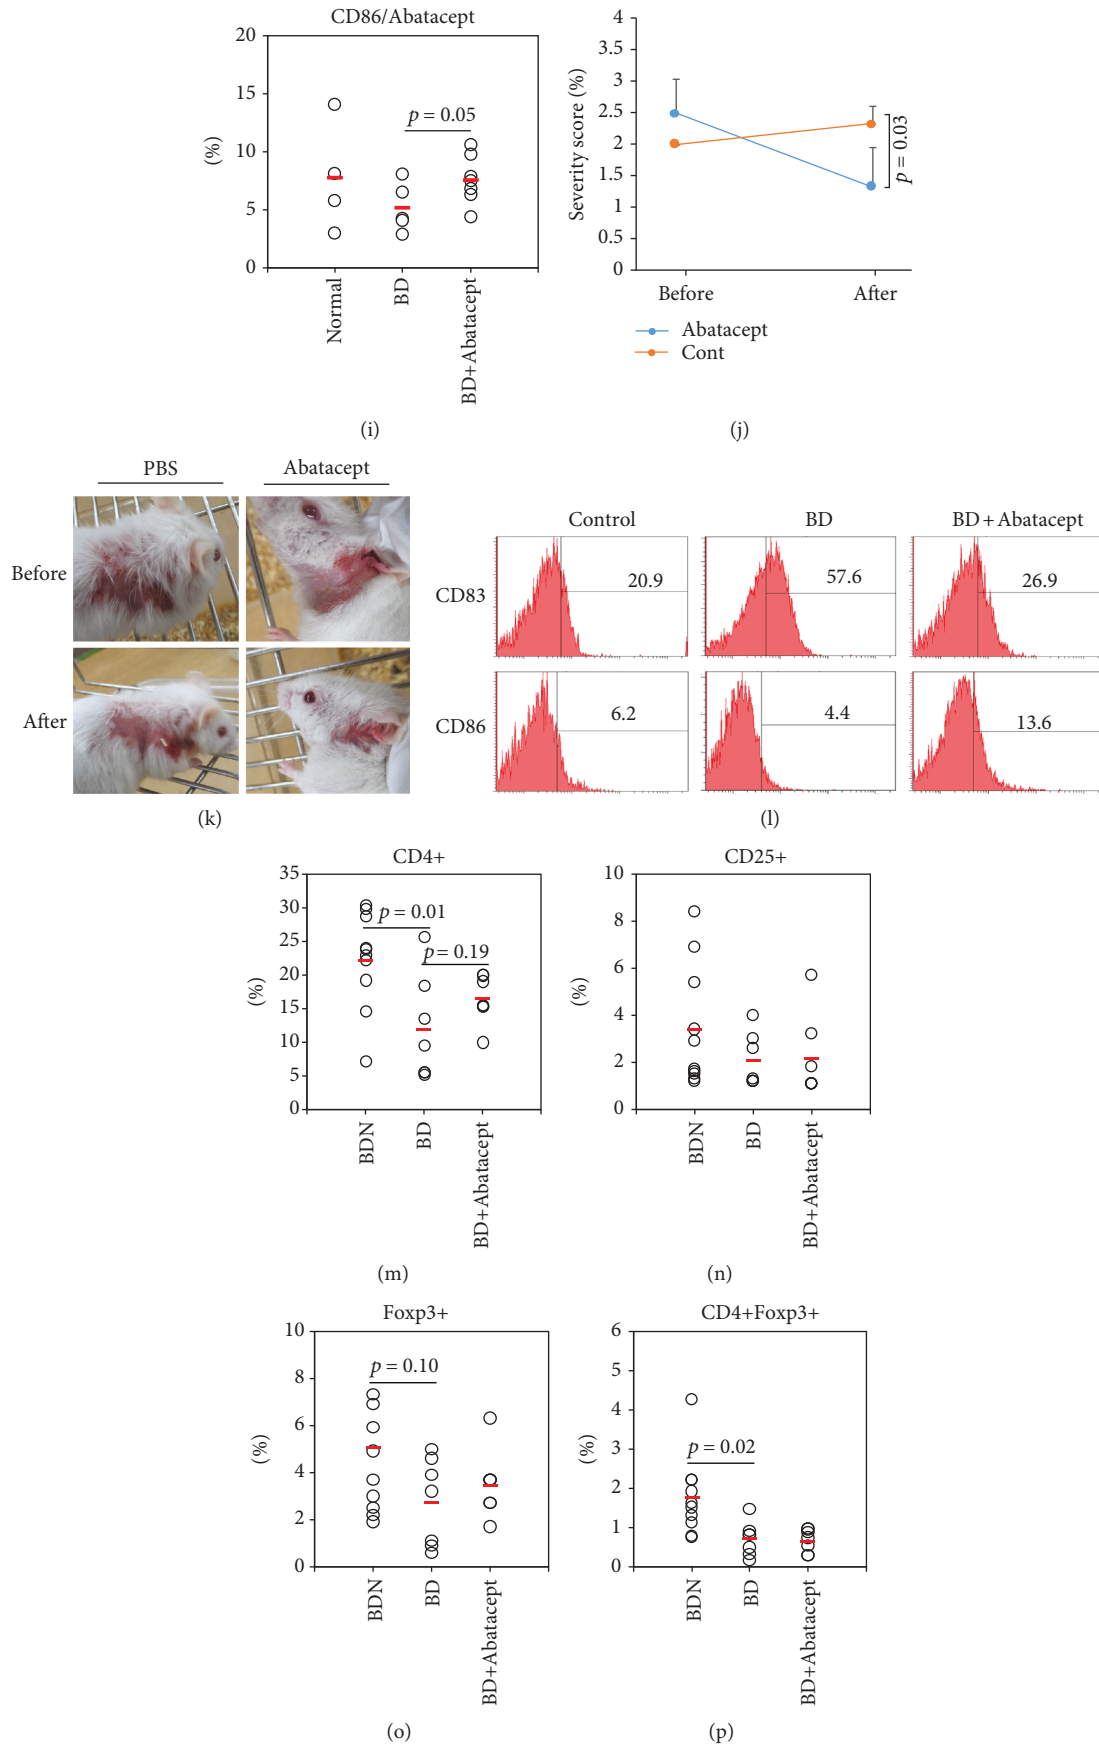 CD86/Abatacept
20
15
10
5
0
(%)
p = 0.05
Normal
BD
BD+Abatacept
(i)
4
3.5
3
2.5
2
1.5
1
0.5
0
Severity score (%)
p = 0.03
Before
After
Abatacept
Cont
(j)
PBS
Abatacept
Before
After
(k)
Control
BD
BD + Abatacept
CD83
20.9
57.6
26.9
CD86
6.2
4.4
13.6
(l)
CD4+
35
30
25
20
15
10
5
0
(%)
p = 0.01
p = 0.19
BDN
BD
BD+Abatacept
(m)
CD25+
10
8
6
4
2
0
(%)
BDN
BD
BD+Abatacept
(n)
Foxp3+
10
8
6
4
2
0
(%)
p = 0.10
BDN
BD
BD+Abatacept
(o)
CD4+Foxp3+
6
5
4
3
2
1
0
(%)
p = 0.02
BDN
BD
BD+Abatacept
(p)